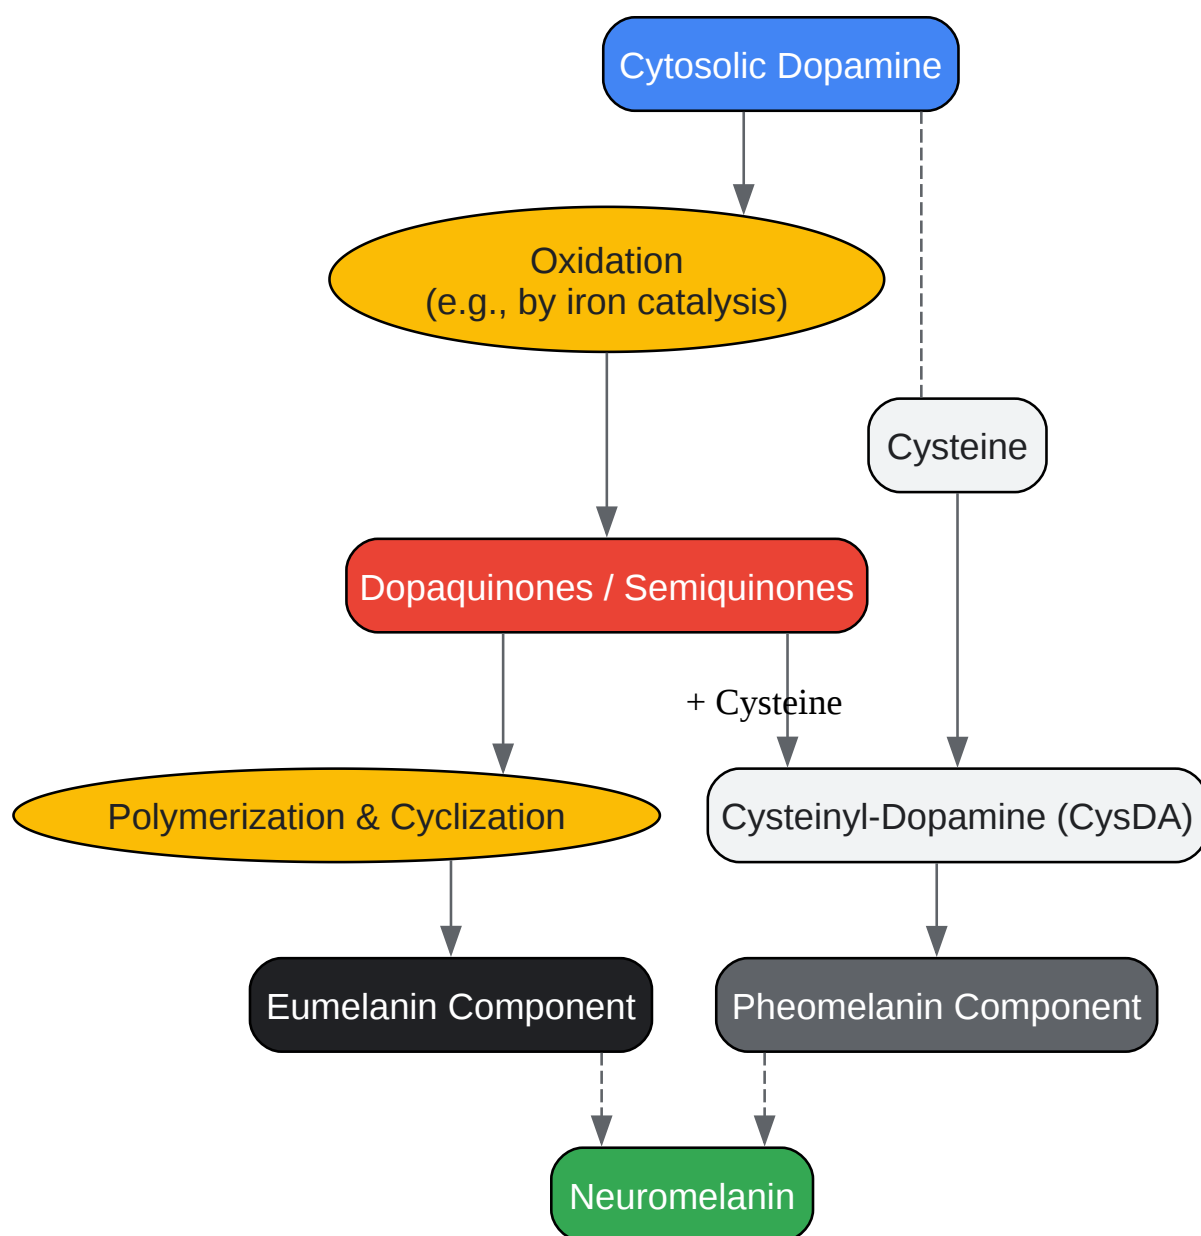 Cytosolic Dopamine
Oxidation
(e.g., by iron catalysis)
Cysteine
Dopaquinones / Semiquinones
+ Cysteine
Polymerization & Cyclization
Cysteinyl-Dopamine (CysDA)
Eumelanin Component
Pheomelanin Component
Neuromelanin